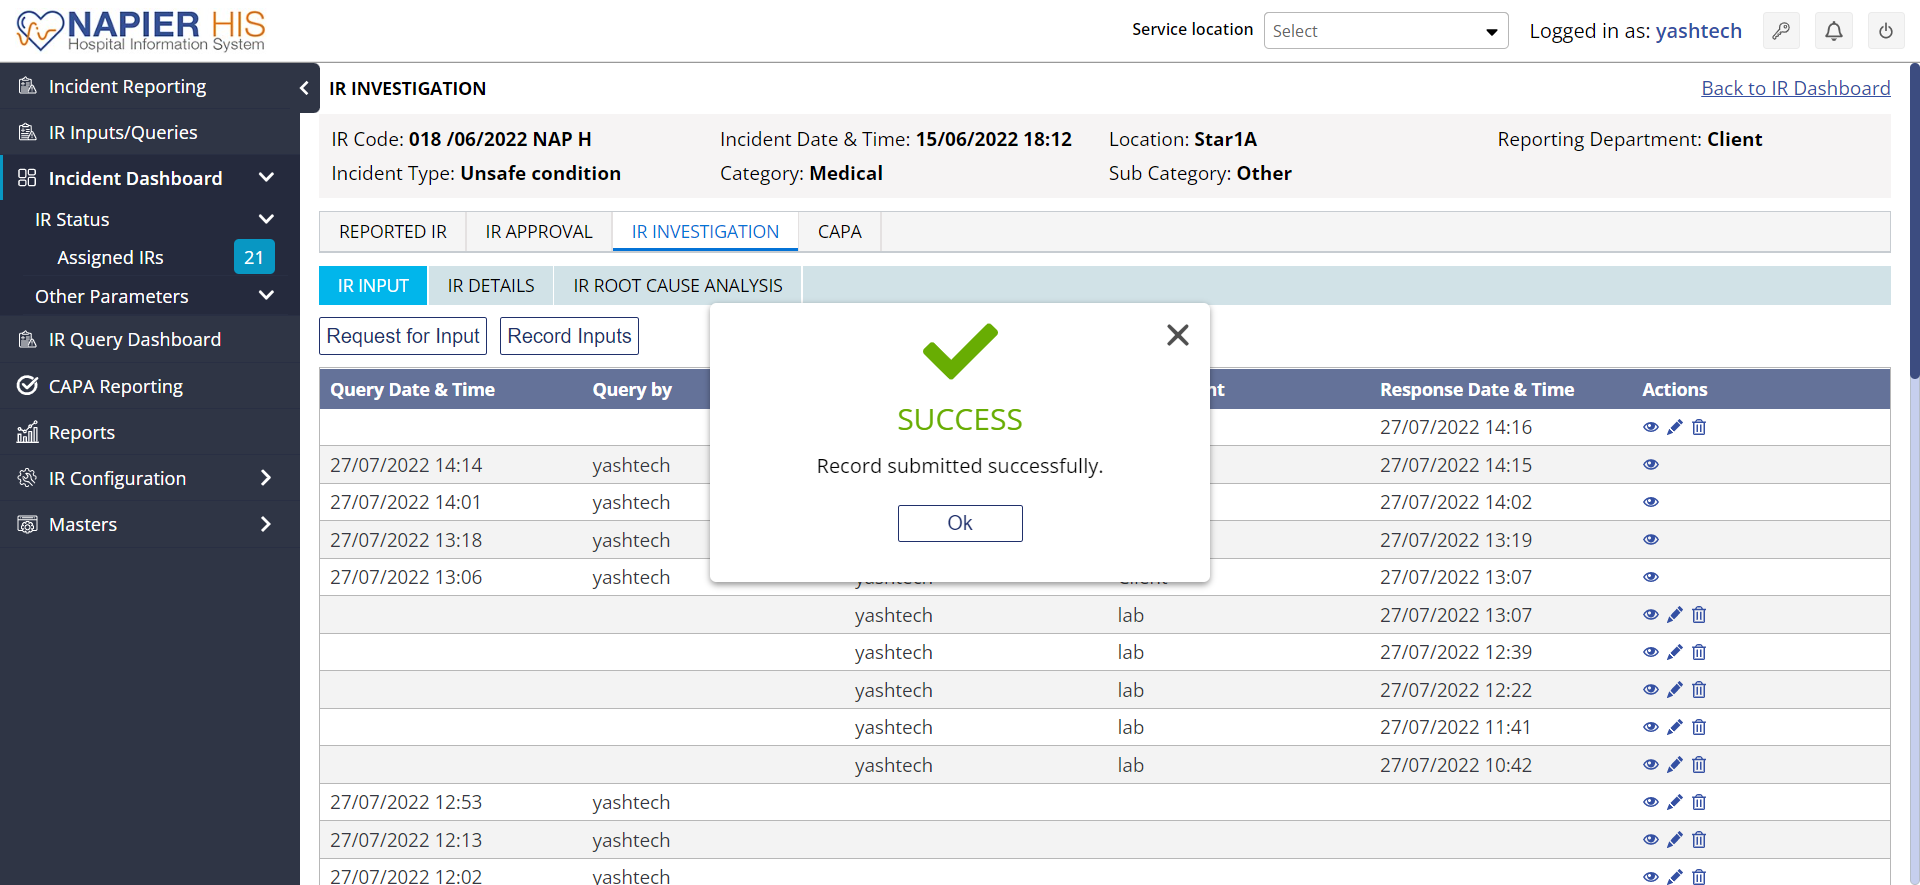 NAPIER HIS
Hospital Information System
Service location
Select
Logged in as: yashtech
Incident Reporting
IR Inputs/Queries
Incident Dashboard
IR Status
Assigned IRs 21
Other Parameters
IR Query Dashboard
CAPA Reporting
Reports
IR Configuration
Masters
IR INVESTIGATION
Back to IR Dashboard
IR Code: 018 /06/2022 NAP H Incident Date & Time: 15/06/2022 18:12 Location: Star1A Reporting Department: Client
Incident Type: Unsafe condition Category: Medical Sub Category: Other
REPORTED IR IR APPROVAL IR INVESTIGATION CAPA
IR INPUT IR DETAILS IR ROOT CAUSE ANALYSIS
Request for Input Record Inputs
SUCCESS
Record submitted successfully.
Ok
Query Date & Time Query by nt Response Date & Time Actions
27/07/2022 14:16
27/07/2022 14:14 yashtech 27/07/2022 14:15
27/07/2022 14:01 yashtech 27/07/2022 14:02
27/07/2022 13:18 yashtech 27/07/2022 13:19
27/07/2022 13:06 yashtech yashtech Client 27/07/2022 13:07
yashtech lab 27/07/2022 13:07
yashtech lab 27/07/2022 12:39
yashtech lab 27/07/2022 12:22
yashtech lab 27/07/2022 11:41
yashtech lab 27/07/2022 10:42
27/07/2022 12:53 yashtech
27/07/2022 12:13 yashtech
27/07/2022 12:02 yashtech